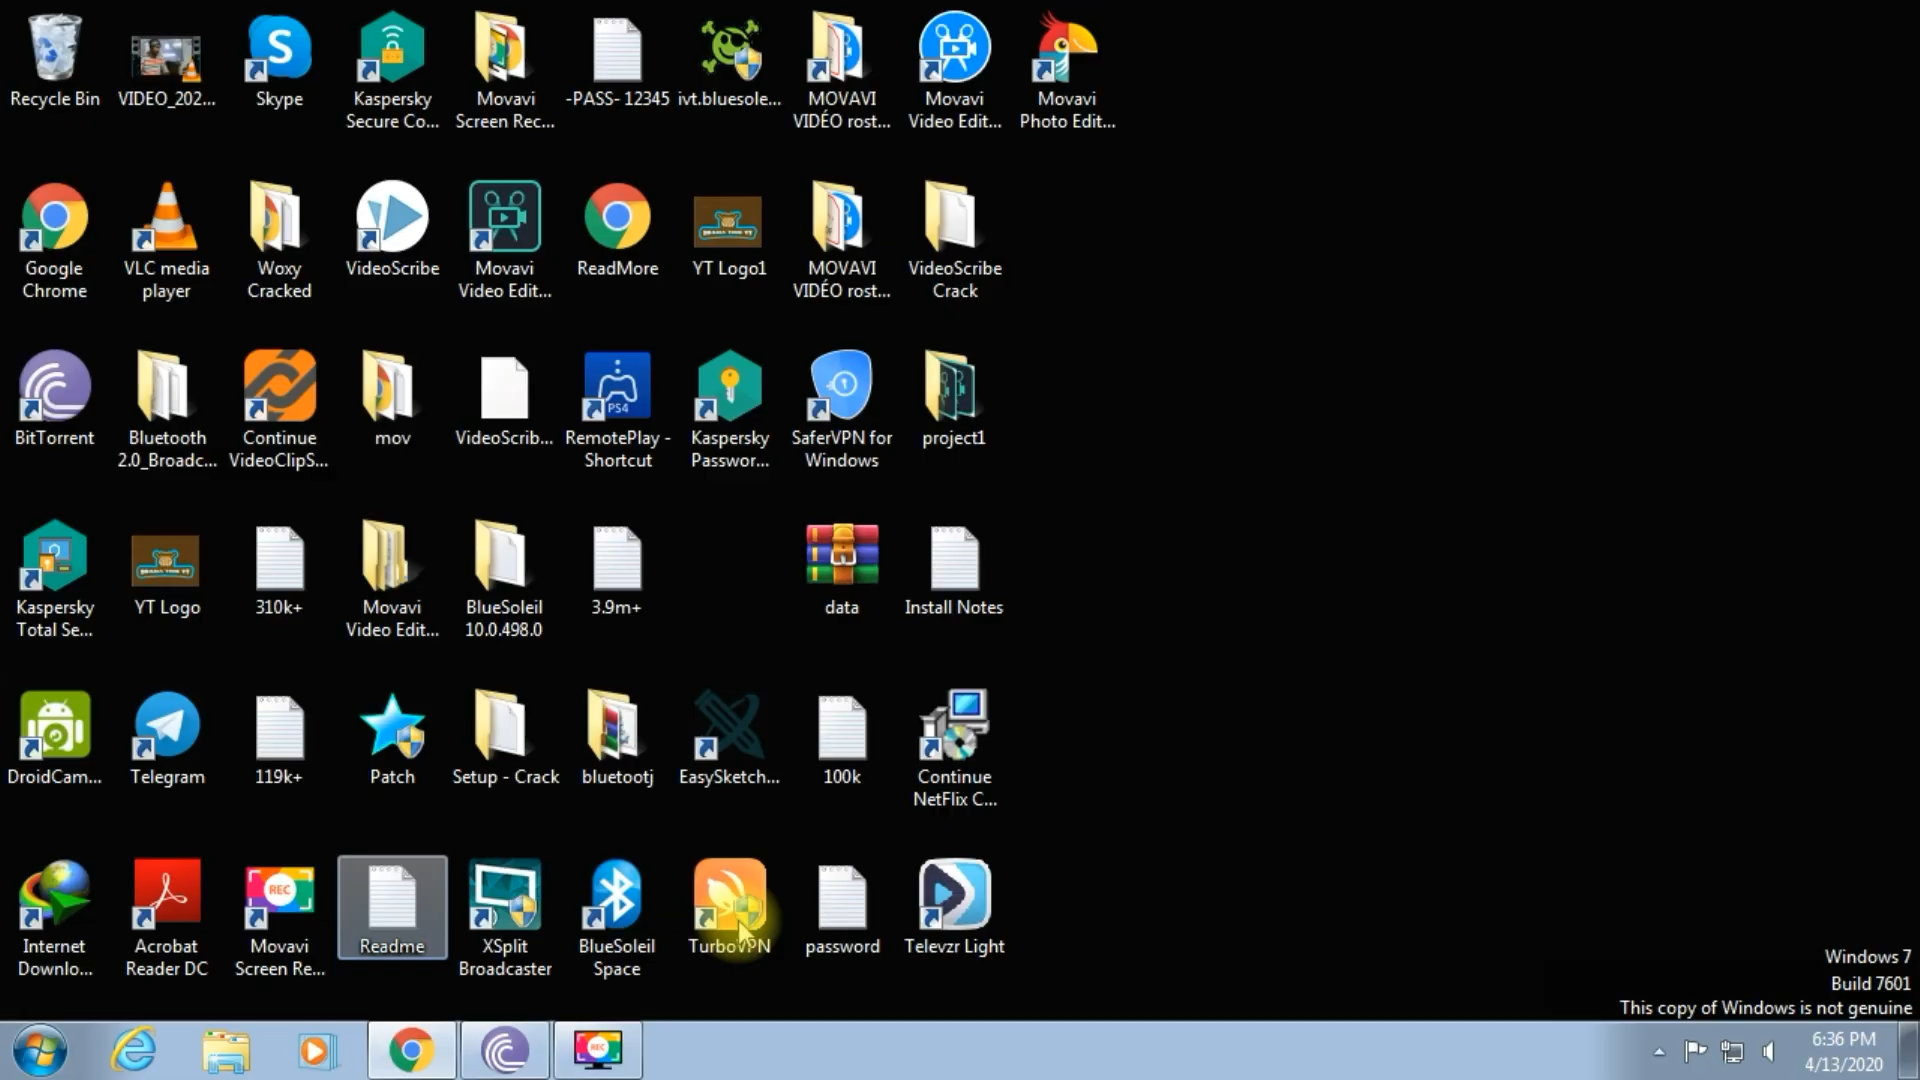 Recycle Bin
VIDEO_202...
Skype
Kaspersky
Secure Co...
Movavi
Screen Rec...
-PASS- 12345
ivt.bluesole...
MOVAVI
VIDÉO rost...
Movavi
Video Edit...
Movavi
Photo Edit...
Google
Chrome
VLC media
player
Woxy
Cracked
VideoScribe
Movavi
Video Edit...
ReadMore
YT Logo1
MOVAVI
VIDÉO rost...
VideoScribe
Crack
BitTorrent
Bluetooth
2.0_Broadc...
Continue
VideoClipS...
mov
VideoScrib...
PS4
RemotePlay -
Shortcut
Kaspersky
Passwor...
SaferVPN for
Windows
project1
Kaspersky
Total Se...
YT Logo
310k+
Movavi
Video Edit...
BlueSoleil
10.0.498.0
3.9m+
data
Install Notes
DroidCam...
Telegram
119k+
Patch
Setup - Crack
bluetootj
EasySketch...
100k
Continue
NetFlix C...
Internet
Downlo...
Acrobat
Reader DC
REC
Movavi
Screen Re...
Readme
XSplit
Broadcaster
BlueSoleil
Space
TurboVPN
password
Televzr Light
Windows 7
Build 7601
This copy of Windows is not genuine
REC
6:36 PM
4/13/2020